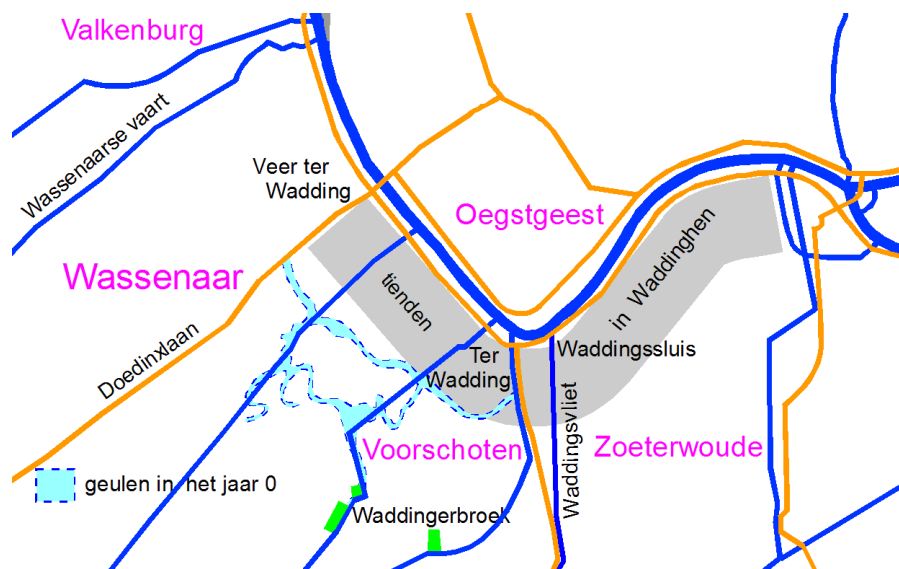 Valkenburg
Wassenaarse vaart
Veer ter
Wadding
Oegstgeest
Wassenaar
tienden
in Waddinghen
Doedinxlaan
Ter
Wadding
Waddingssluis
Waddingsvliet
Voorschoten
Zoeterwoude
geulen in het jaar 0
Waddingerbroek